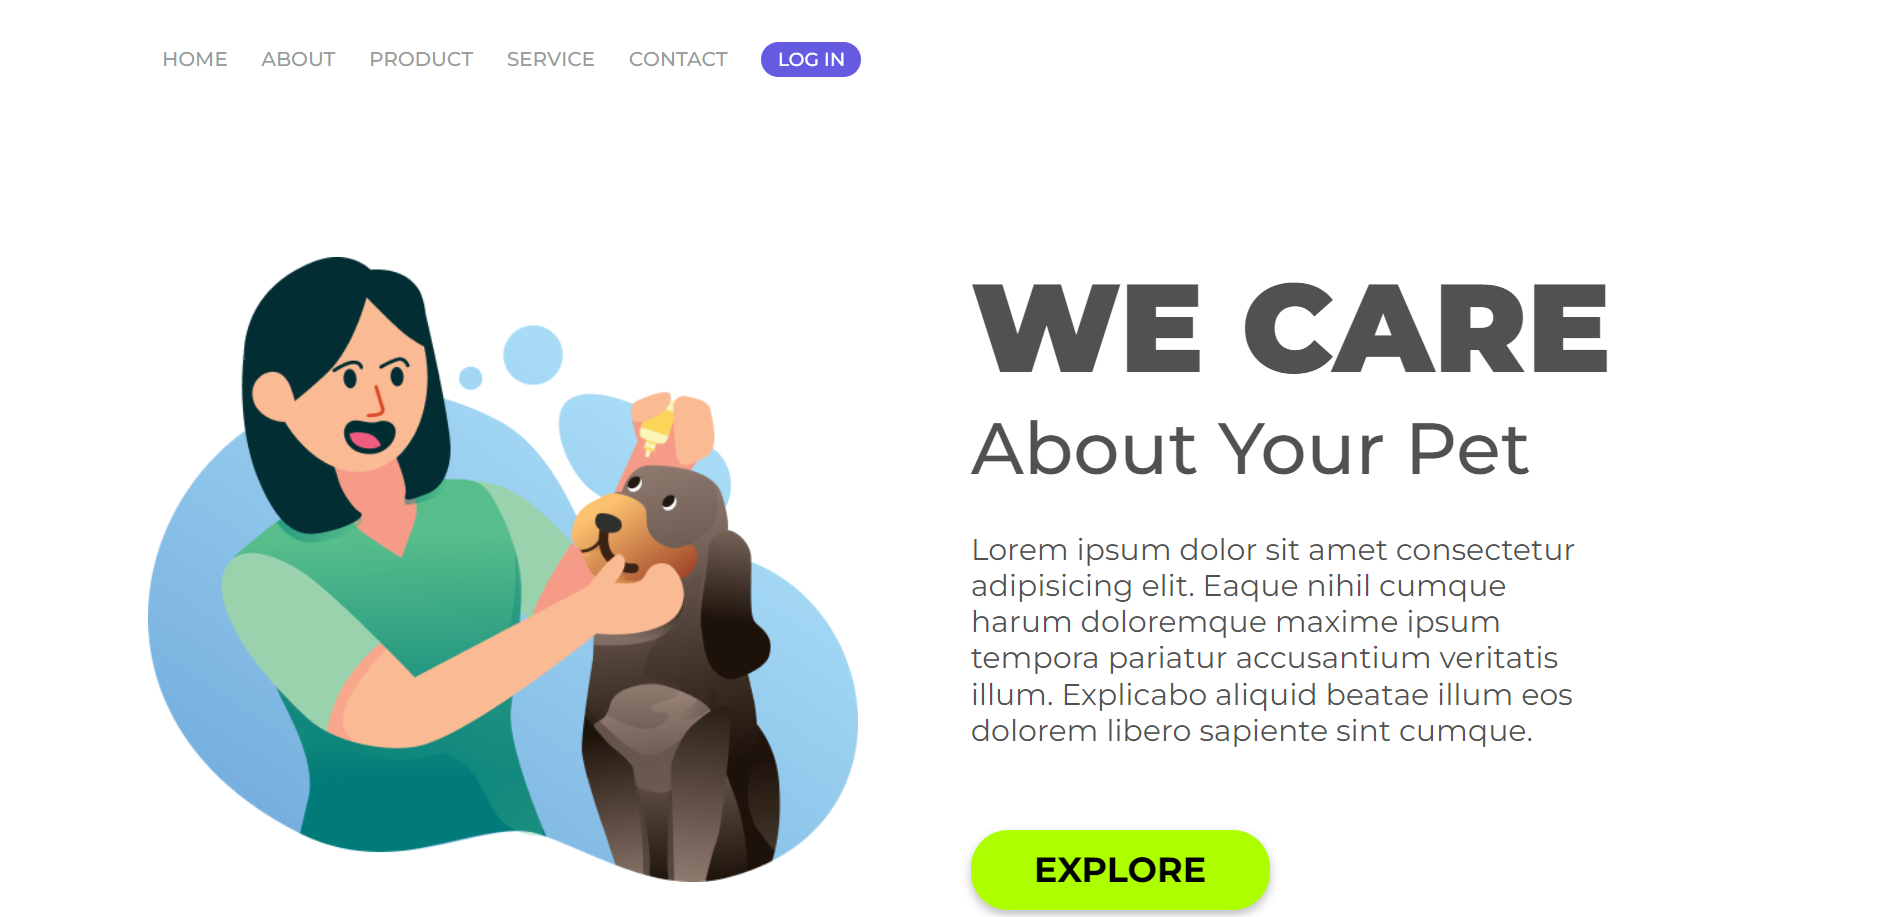 HOME ABOUT PRODUCT SERVICE CONTACT LOG IN
WE CARE
About Your Pet
Lorem ipsum dolor sit amet consectetur
adipisicing elit. Eaque nihil cumque
harum doloremque maxime ipsum
tempora pariatur accusantium veritatis
illum. Explicabo aliquid beatae illum eos
dolorem libero sapiente sint cumque.
EXPLORE